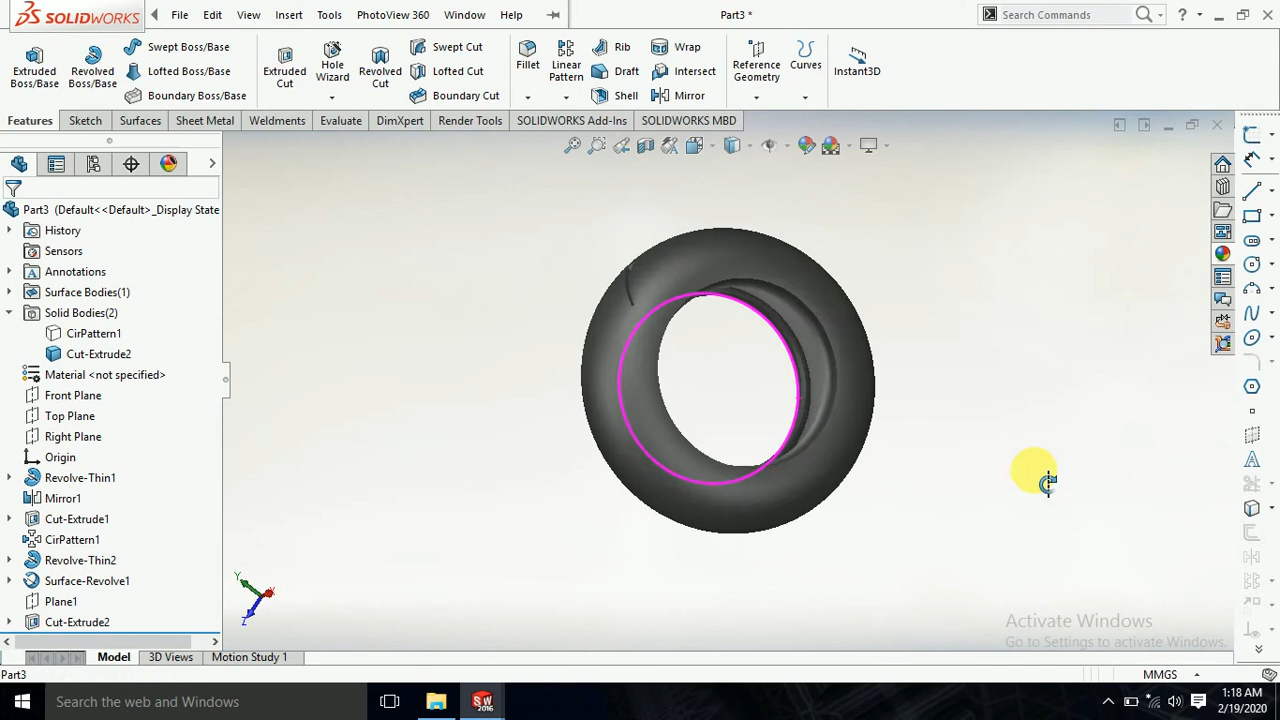 SOLIDWORKS File Edit View Insert Tools PhotoView 360 Window Help Part3 * Search Commands ?
Extruded Boss/Base Revolved Boss/Base Swept Boss/Base Lofted Boss/Base Boundary Boss/Base Extruded Cut Hole Wizard Revolved Cut Swept Cut Lofted Cut Boundary Cut Fillet Linear Pattern Rib Draft Shell Wrap Intersect Mirror Reference Geometry Curves Instant3D
Features Sketch Surfaces Sheet Metal Weldments Evaluate DimXpert Render Tools SOLIDWORKS Add-Ins SOLIDWORKS MBD
Part3 (Default<<Default>_Display State
History
Sensors
Annotations
Surface Bodies(1)
Solid Bodies(2)
CirPattern1
Cut-Extrude2
Material <not specified>
Front Plane
Top Plane
Right Plane
Origin
Revolve-Thin1
Mirror1
Cut-Extrude1
CirPattern1
Revolve-Thin2
Surface-Revolve1
Plane1
Cut-Extrude2
Y
Z
Activate Windows
Go to Settings to activate Windows.
Model 3D Views Motion Study 1
Part3 MMGS
Search the web and Windows
SW
2016
1:18 AM
2/19/2020